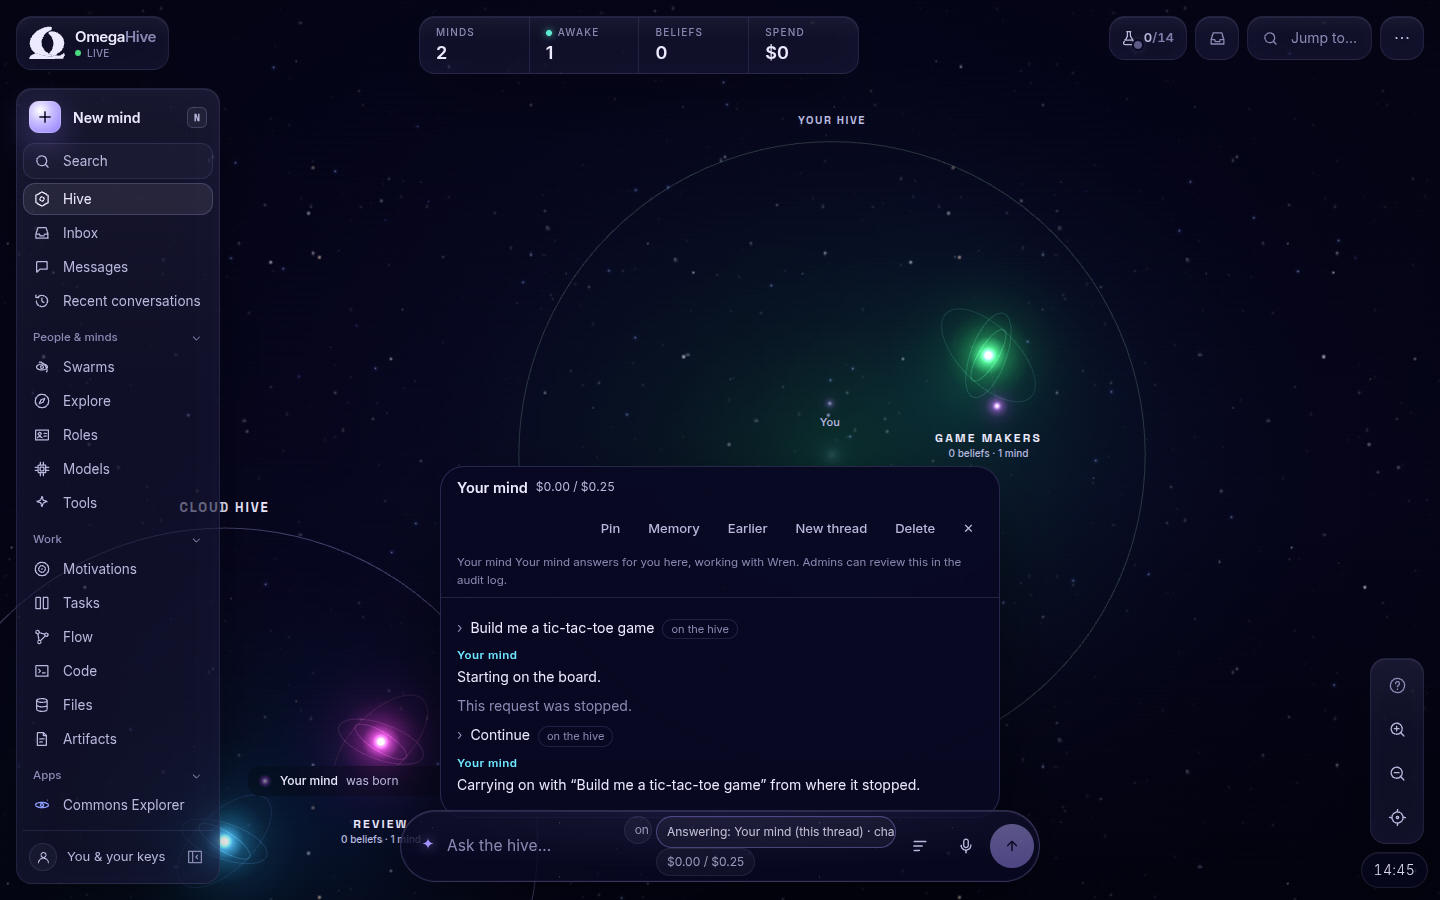 OmegaHive
LIVE
MINDS
2
AWAKE
1
BELIEFS
0
SPEND
$0
0/14
Jump to...
New mind
N
Search
Hive
Inbox
Messages
Recent conversations
People & minds
Swarms
Explore
Roles
Models
Tools
Work
Motivations
Tasks
Flow
Code
Files
Artifacts
Apps
Commons Explorer
You & your keys
YOUR HIVE
You
GAME MAKERS
0 beliefs · 1 mind
CLOUD HIVE
Your mind was born
REVIEW
0 beliefs · 1 mind
Your mind $0.00 / $0.25
Pin Memory Earlier New thread Delete ×
Your mind Your mind answers for you here, working with Wren. Admins can review this in the
audit log.
› Build me a tic-tac-toe game on the hive
Your mind
Starting on the board.
This request was stopped.
› Continue on the hive
Your mind
Carrying on with “Build me a tic-tac-toe game” from where it stopped.
Ask the hive...
on
Answering: Your mind (this thread) · cha
$0.00 / $0.25
14:45